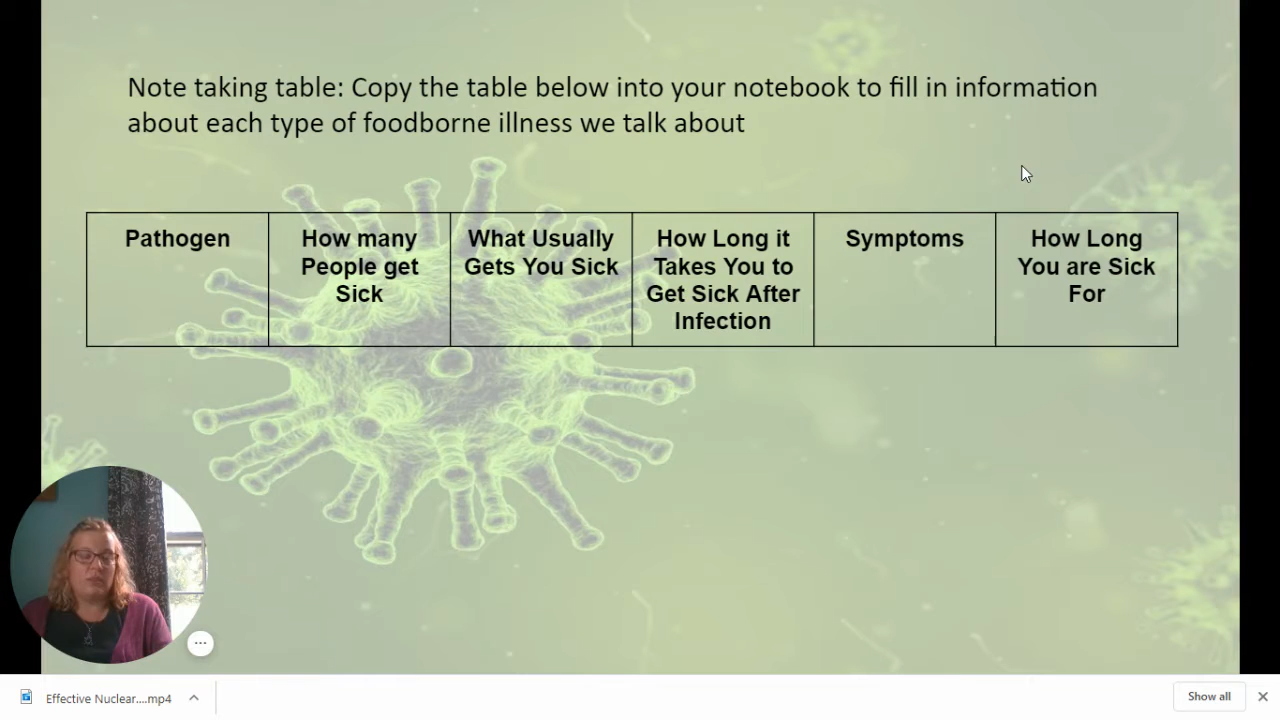 Note taking table: Copy the table below into your notebook to fill in information
about each type of foodborne illness we talk about
Pathogen
How many
People get
Sick
What Usually
Gets You Sick
How Long it
Takes You to
Get Sick After
Infection
Symptoms
How Long
You are Sick
For
Effective Nuclear....mp4
Show all